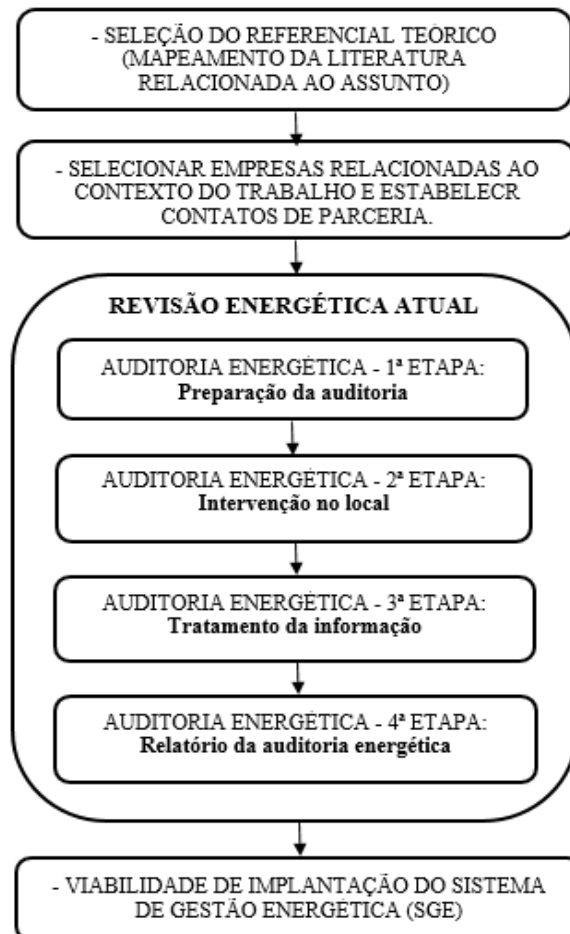 - SELEÇÃO DO REFERENCIAL TEÓRICO
(MAPEAMENTO DA LITERATURA
RELACIONADA AO ASSUNTO)
- SELECIONAR EMPRESAS RELACIONADAS AO
CONTEXTO DO TRABALHO E ESTABELECR
CONTATOS DE PARCERIA.
REVISÃO ENERGÉTICA ATUAL
AUDITORIA ENERGÉTICA - 1ª ETAPA:
Preparação da auditoria
AUDITORIA ENERGÉTICA - 2ª ETAPA:
Intervenção no local
AUDITORIA ENERGÉTICA - 3ª ETAPA:
Tratamento da informação
AUDITORIA ENERGÉTICA - 4ª ETAPA:
Relatório da auditoria energética
- VIABILIDADE DE IMPLANTAÇÃO DO SISTEMA
DE GESTÃO ENERGÉTICA (SGE)